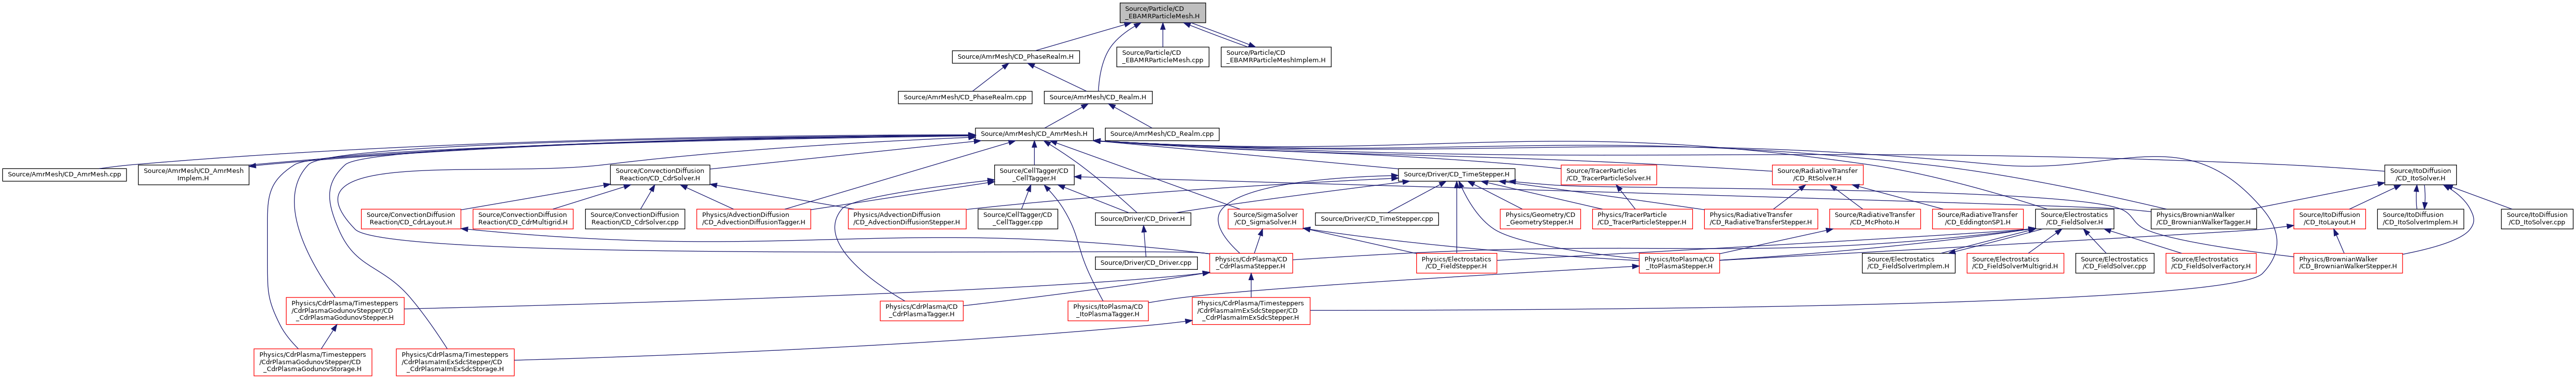 Source/Particle/CD
_EBAMRParticleMesh.H
Source/AmrMesh/CD_PhaseRealm.H
Source/Particle/CD
_EBAMRParticleMesh.cpp
Source/Particle/CD
_EBAMRParticleMeshImplem.H
Source/AmrMesh/CD_PhaseRealm.cpp
Source/AmrMesh/CD_Realm.H
Source/AmrMesh/CD_AmrMesh.H
Source/AmrMesh/CD_Realm.cpp
Source/AmrMesh/CD_AmrMesh.cpp
Source/AmrMesh/CD_AmrMesh
Implem.H
Source/ConvectionDiffusion
Reaction/CD_CdrSolver.H
Source/CellTagger/CD
_CellTagger.H
Source/Driver/CD_TimeStepper.H
Source/TracerParticles
/CD_TracerParticleSolver.H
Source/RadiativeTransfer
/CD_RtSolver.H
Source/ItoDiffusion
/CD_ItoSolver.H
Source/ConvectionDiffusion
Reaction/CD_CdrLayout.H
Source/ConvectionDiffusion
Reaction/CD_CdrMultigrid.H
Source/ConvectionDiffusion
Reaction/CD_CdrSolver.cpp
Physics/AdvectionDiffusion
/CD_AdvectionDiffusionTagger.H
Physics/AdvectionDiffusion
/CD_AdvectionDiffusionStepper.H
Source/CellTagger/CD
_CellTagger.cpp
Source/Driver/CD_Driver.H
Source/SigmaSolver
/CD_SigmaSolver.H
Source/Driver/CD_TimeStepper.cpp
Physics/Geometry/CD
_GeometryStepper.H
Physics/TracerParticle
/CD_TracerParticleStepper.H
Physics/RadiativeTransfer
/CD_RadiativeTransferStepper.H
Source/RadiativeTransfer
/CD_McPhoto.H
Source/RadiativeTransfer
/CD_EddingtonSP1.H
Source/Electrostatics
/CD_FieldSolver.H
Physics/BrownianWalker
/CD_BrownianWalkerTagger.H
Source/ItoDiffusion
/CD_ItoLayout.H
Source/ItoDiffusion
/CD_ItoSolverImplem.H
Source/ItoDiffusion
/CD_ItoSolver.cpp
Source/Driver/CD_Driver.cpp
Physics/CdrPlasma/CD
_CdrPlasmaStepper.H
Physics/Electrostatics
/CD_FieldStepper.H
Physics/ItoPlasma/CD
_ItoPlasmaStepper.H
Source/Electrostatics
/CD_FieldSolverImplem.H
Source/Electrostatics
/CD_FieldSolverMultigrid.H
Source/Electrostatics
/CD_FieldSolver.cpp
Source/Electrostatics
/CD_FieldSolverFactory.H
Physics/BrownianWalker
/CD_BrownianWalkerStepper.H
Physics/CdrPlasma/Timesteppers
/CdrPlasmaGodunovStepper/CD
_CdrPlasmaGodunovStepper.H
Physics/CdrPlasma/CD
_CdrPlasmaTagger.H
Physics/ItoPlasma/CD
_ItoPlasmaTagger.H
Physics/CdrPlasma/Timesteppers
/CdrPlasmaImExSdcStepper/CD
_CdrPlasmaImExSdcStepper.H
Physics/CdrPlasma/Timesteppers
/CdrPlasmaGodunovStepper/CD
_CdrPlasmaGodunovStorage.H
Physics/CdrPlasma/Timesteppers
/CdrPlasmaImExSdcStepper/CD
_CdrPlasmaImExSdcStorage.H